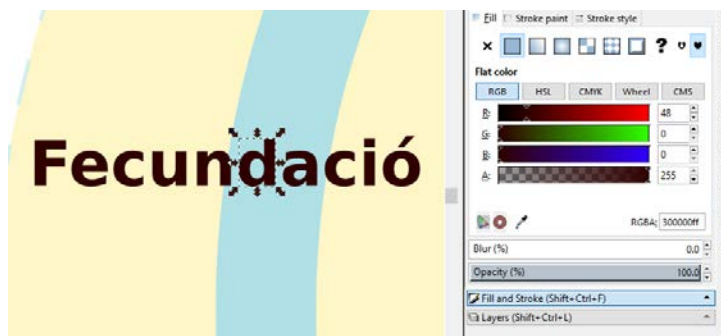 Fill Stroke paint Stroke style
Flat color
RGB HSL CMYK Wheel CMS
R: 48
G: 0
B: 0
A: 255
RGBA: 300000ff
Blur (%) 0.0
Fecundació
Opacity (%) 100.0
Fill and Stroke (Shift+Ctrl+F)
Layers (Shift+Ctrl+L)